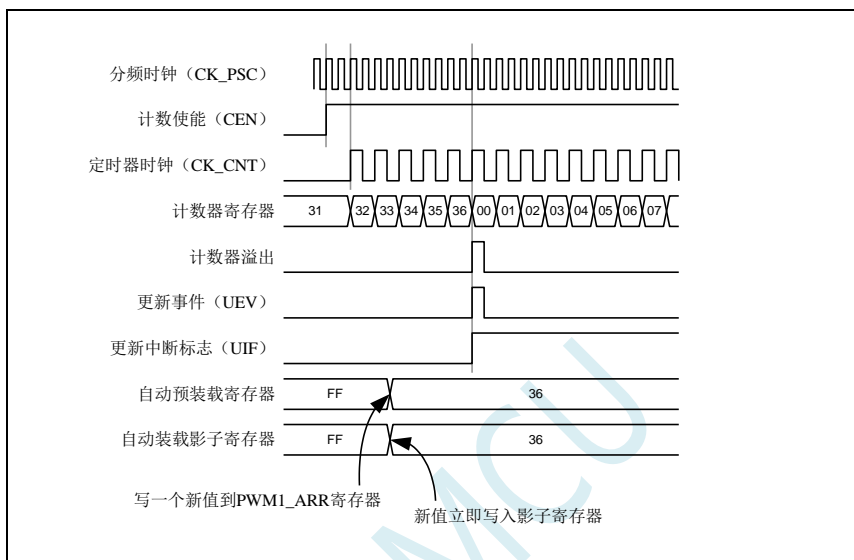 分频时钟（CK_PSC）
计数使能（CEN）
定时器时钟（CK_CNT）
计数器寄存器 31 32 33 34 35 36 00 01 02 03 04 05 06 07
计数器溢出
更新事件（UEV）
更新中断标志（UIF）
自动预装载寄存器 FF 36
自动装载影子寄存器 FF 36
写一个新值到PWM1_ARR寄存器
新值立即写入影子寄存器
MCU